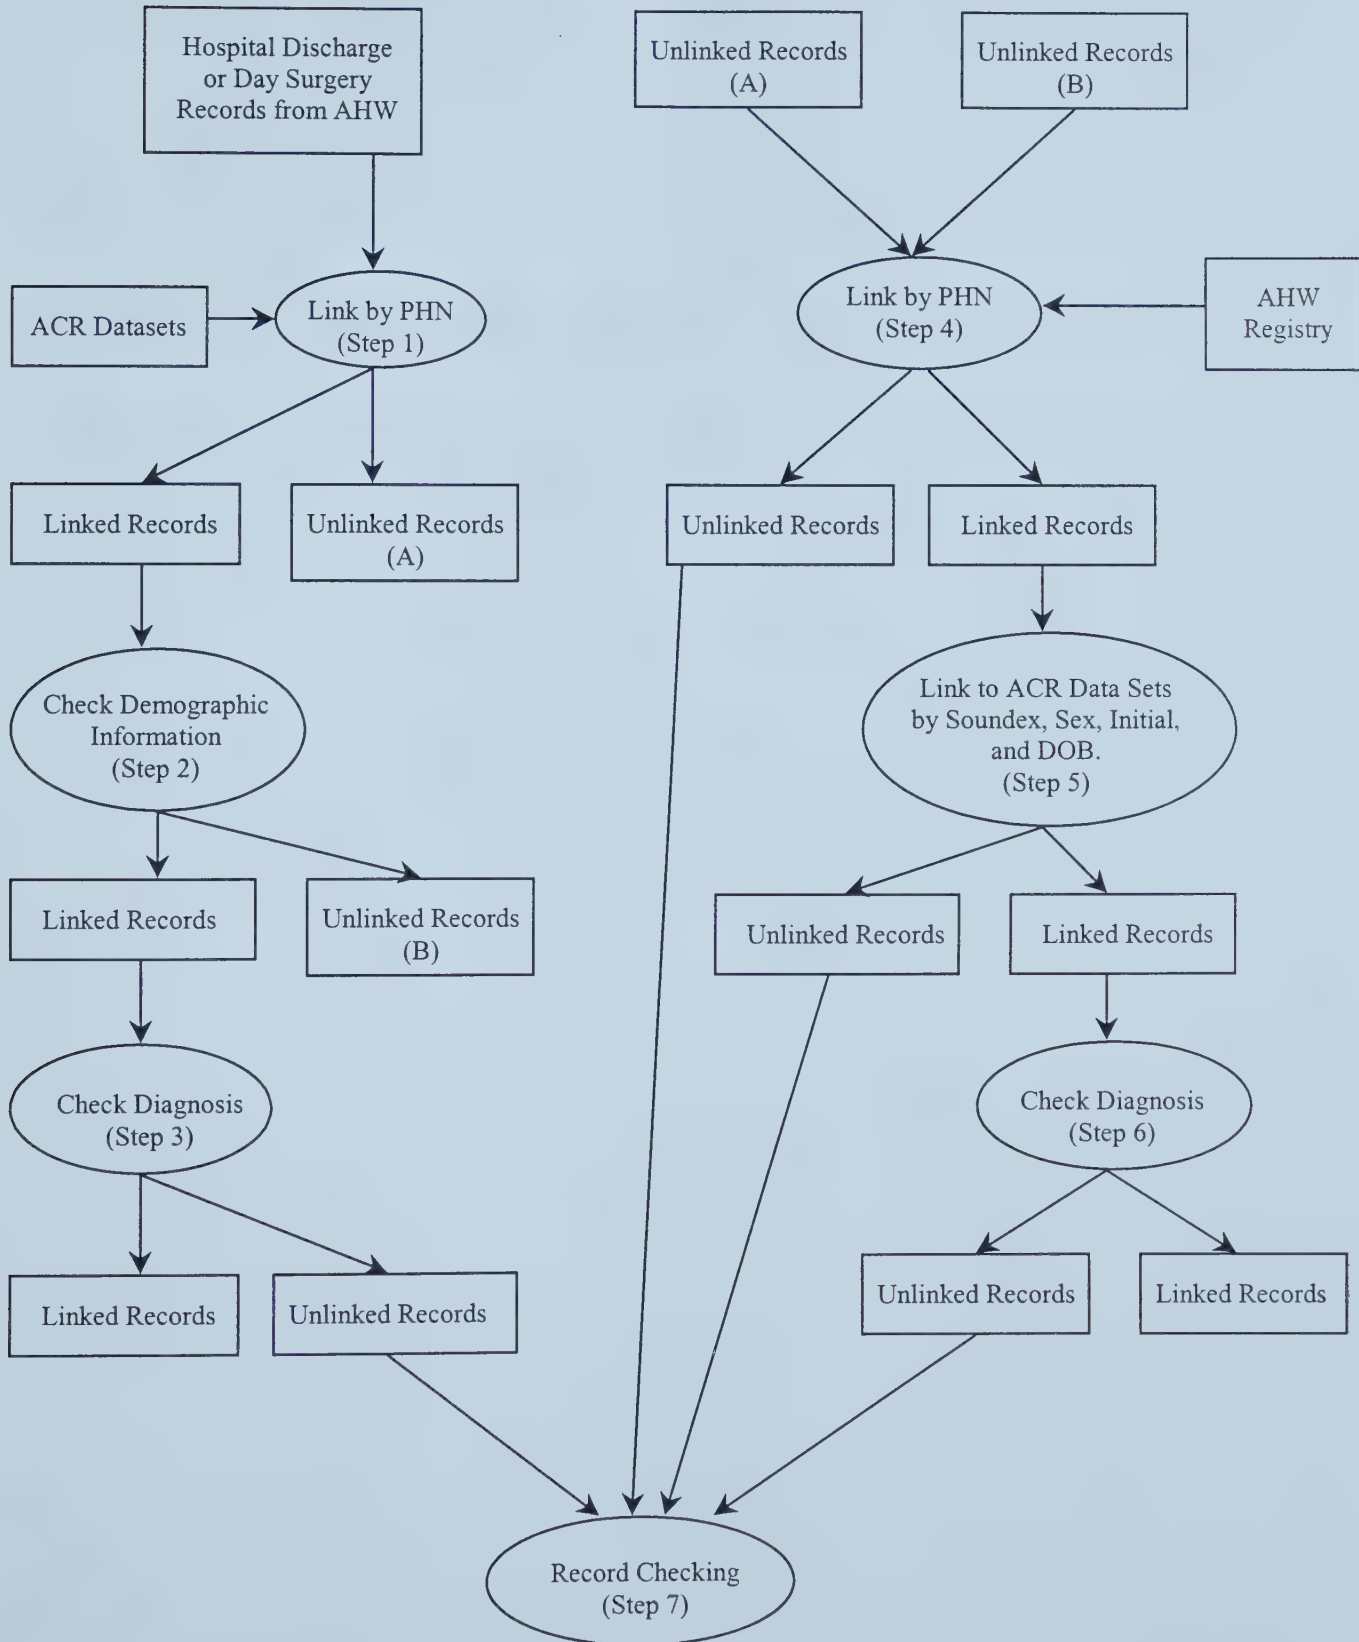 Hospital Discharge
or Day Surgery
Records from AHW
ACR Datasets
Link by PHN
(Step 1)
Linked Records
Unlinked Records
(A)
Check Demographic
Information
(Step 2)
Linked Records
Unlinked Records
(B)
Check Diagnosis
(Step 3)
Linked Records
Unlinked Records
Unlinked Records
(A)
Unlinked Records
(B)
Link by PHN
(Step 4)
AHW
Registry
Unlinked Records
Linked Records
Link to ACR Data Sets
by Soundex, Sex, Initial,
and DOB.
(Step 5)
Unlinked Records
Linked Records
Check Diagnosis
(Step 6)
Unlinked Records
Linked Records
Record Checking
(Step 7)